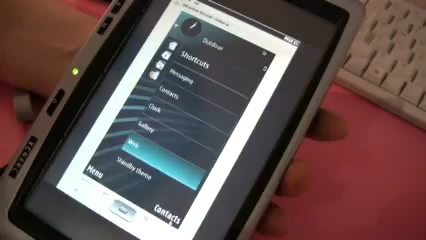 Outdoor
Shortcuts
Messaging
Contacts
Clock
Gallery
Web
Standby theme
Menu
Contacts